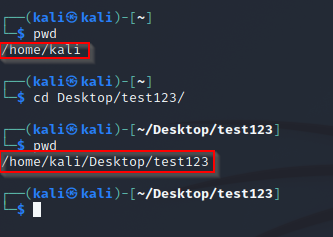 ┌──(kali㉿kali)-[~]
└─$ pwd
/home/kali
┌──(kali㉿kali)-[~]
└─$ cd Desktop/test123/
┌──(kali㉿kali)-[~/Desktop/test123]
└─$ pwd
/home/kali/Desktop/test123
┌──(kali㉿kali)-[~/Desktop/test123]
└─$